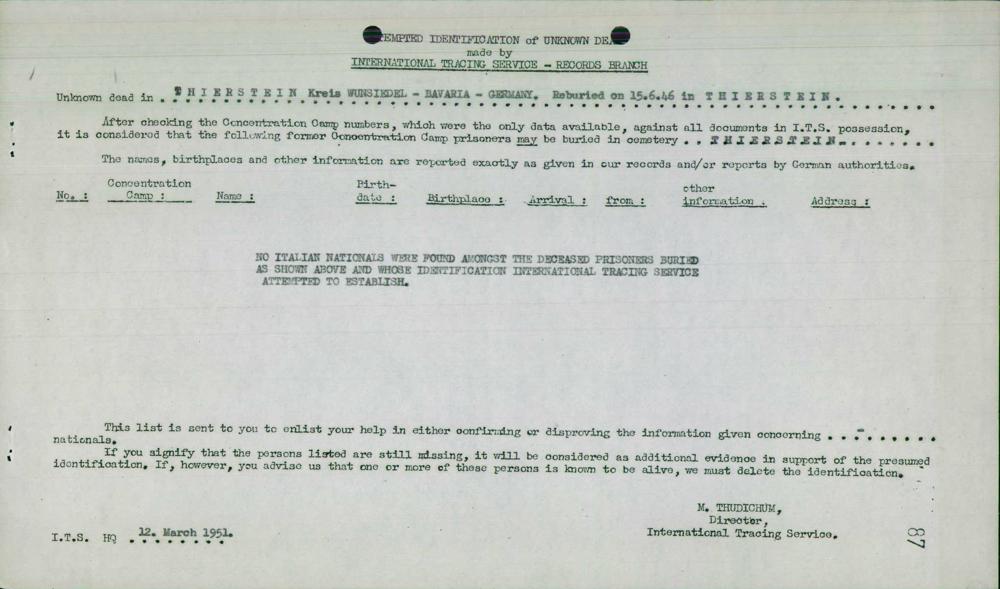 EMPTED IDENTIFICATION of UNKNOWN DEA
made by
INTERNATIONAL TRACING SERVICE - RECORDS BRANCH
Unknown dead in . THIERSTEIN Kreis WUNSIEDEL - BAVARIA - GERMANY. Reburied on 15.6.46 in THIERSTEIN.
After checking the Concentration Camp numbers, which were the only data available, against all documents in I.T.S. possession,
it is considered that the following former Concentration Camp prisoners may be buried in cemetery . . THIERSTEIN. . . . . . . .
The names, birthplaces and other information are reported exactly as given in our records and/or reports by German authorities.
No. : Concentration Camp : Name : Birth-date : Birthplace : Arrival : from : other information : Address :
NO ITALIAN NATIONALS WERE FOUND AMONGST THE DECEASED PRISONERS BURIED
AS SHOWN ABOVE AND WHOSE IDENTIFICATION INTERNATIONAL TRACING SERVICE
ATTEMPTED TO ESTABLISH.
This list is sent to you to enlist your help in either confirming or disproving the information given concerning . . - . . . . . .
nationals.
If you signify that the persons listed are still missing, it will be considered as additional evidence in support of the presumed
identification. If, however, you advise us that one or more of these persons is known to be alive, we must delete the identification.
M. THUDICHUM,
Director,
International Tracing Service.
I.T.S. HQ . 12. March 1951.
87